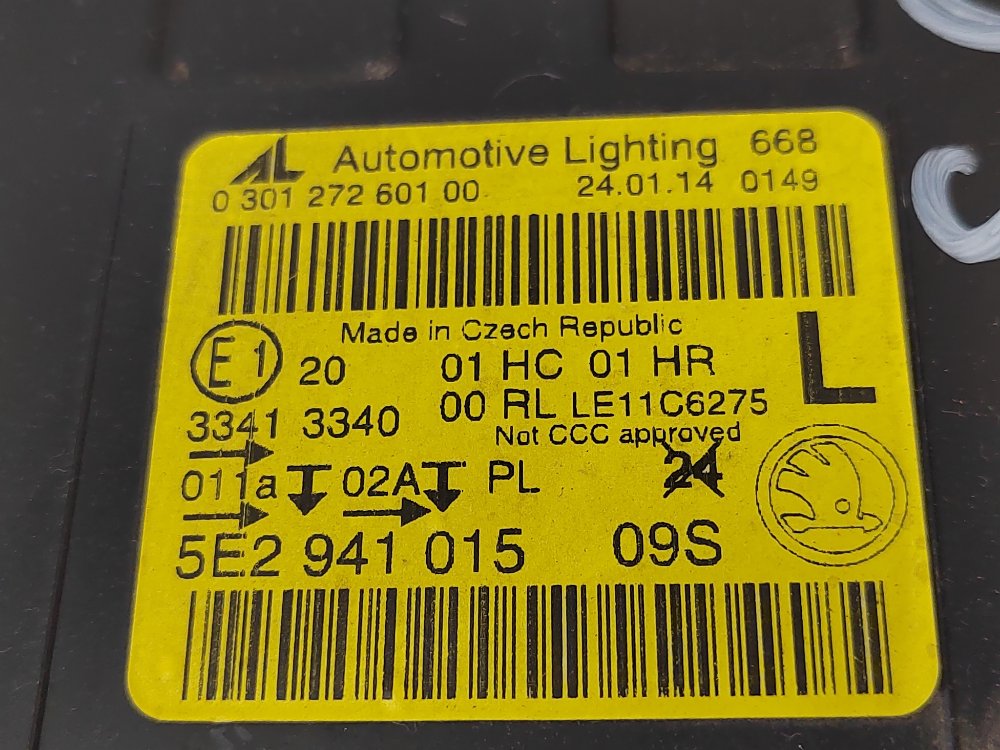 AL Automotive Lighting 668
0 301 272 601 00 24.01.14 0149
Made in Czech Republic
L
E1 20 01 HC 01 HR
3341 3340 00 RL LE11C6275
Not CCC approved
011a 02A PL 24
5E2 941 015 09S